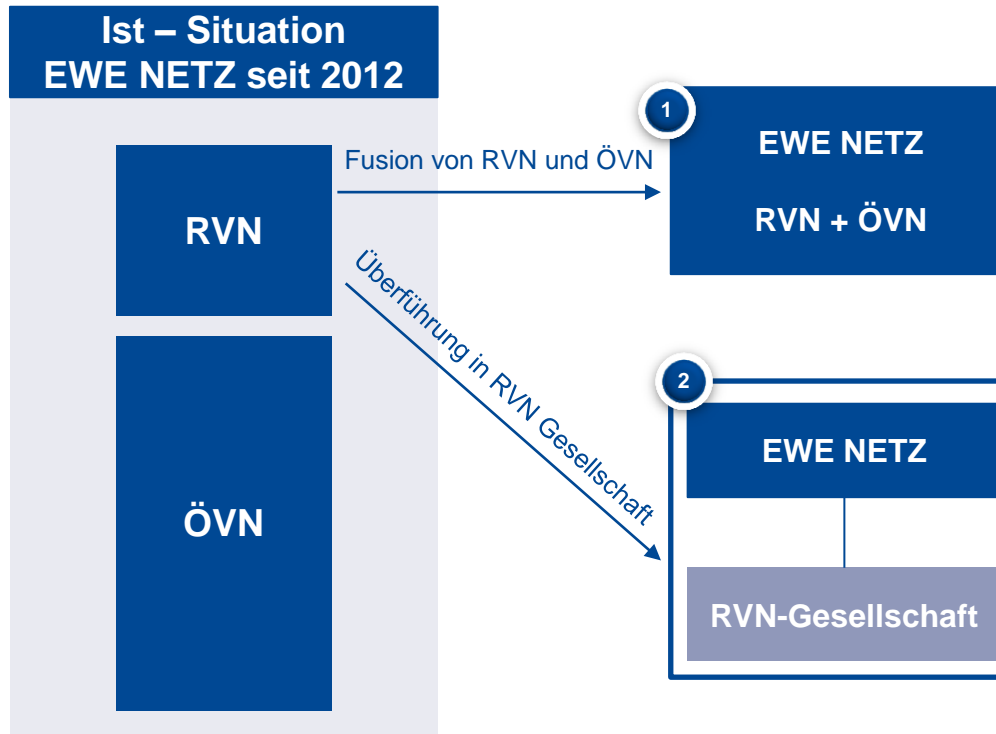 Ist – Situation
EWE NETZ seit 2012
RVN
ÖVN
Fusion von RVN und ÖVN
Überführung in RVN Gesellschaft
1
EWE NETZ
RVN + ÖVN
2
EWE NETZ
RVN-Gesellschaft